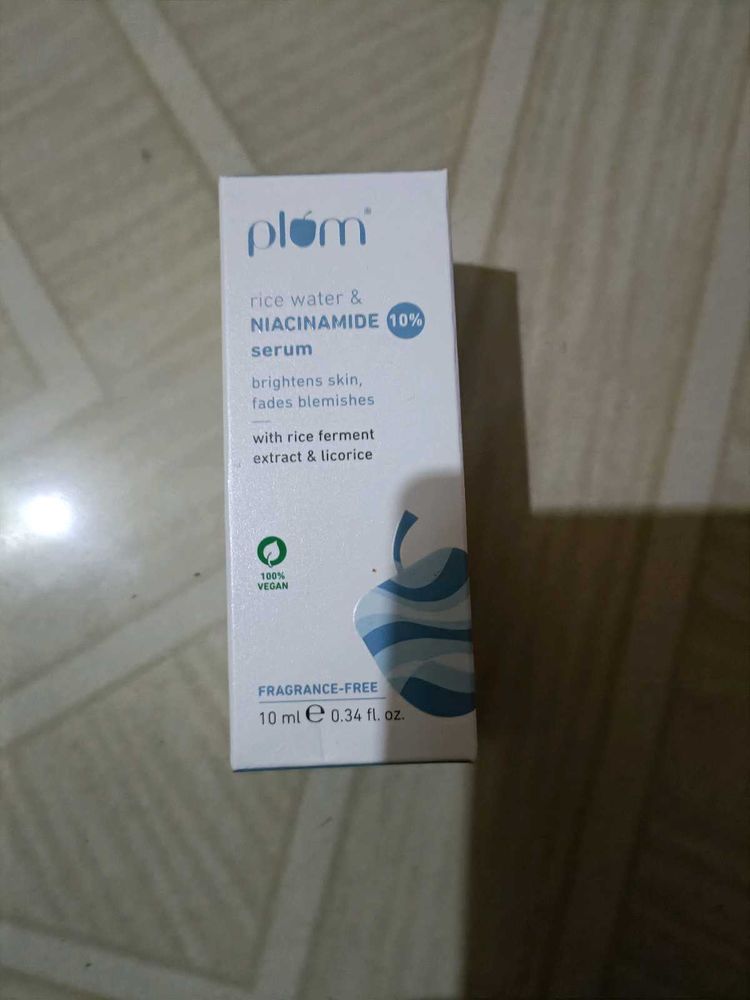 plum®
rice water &
NIACINAMIDE 10%
serum
brightens skin,
fades blemishes
with rice ferment
extract & licorice
100%
VEGAN
FRAGRANCE-FREE
10 ml ℮ 0.34 fl. oz.